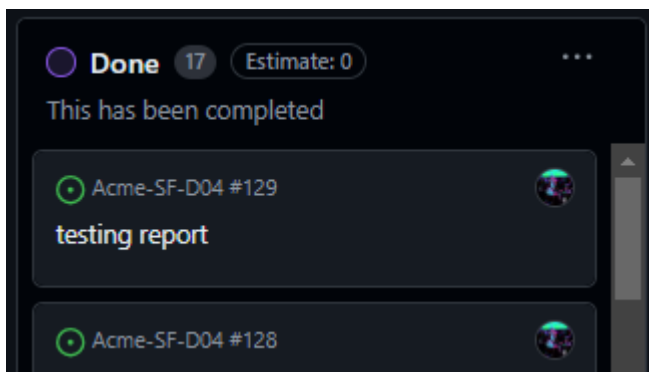 Done 17 Estimate: 0
This has been completed
Acme-SF-D04 #129
testing report
Acme-SF-D04 #128